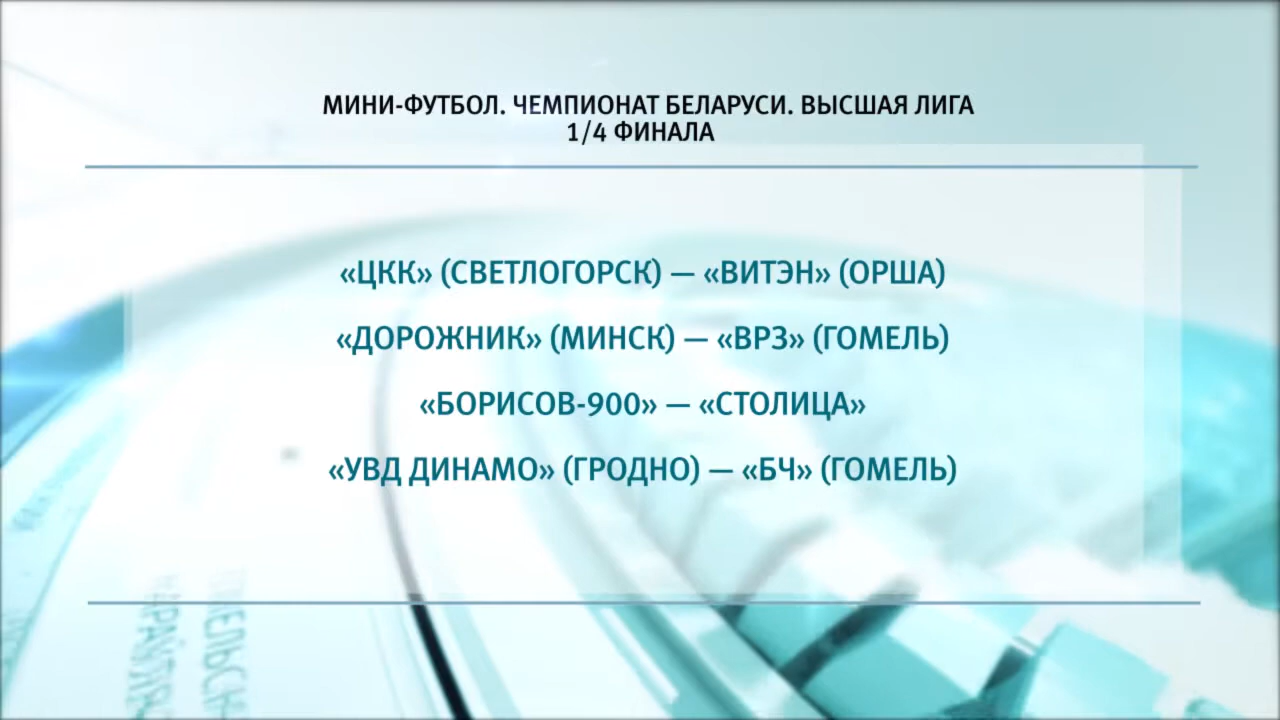 МИНИ-ФУТБОЛ. ЧЕМПИОНАТ БЕЛАРУСИ. ВЫСШАЯ ЛИГА
1/4 ФИНАЛА
«ЦКК» (СВЕТЛОГОРСК) — «ВИТЭН» (ОРША)
«ДОРОЖНИК» (МИНСК) — «ВРЗ» (ГОМЕЛЬ)
«БОРИСОВ-900» — «СТОЛИЦА»
«УВД ДИНАМО» (ГРОДНО) — «БЧ» (ГОМЕЛЬ)